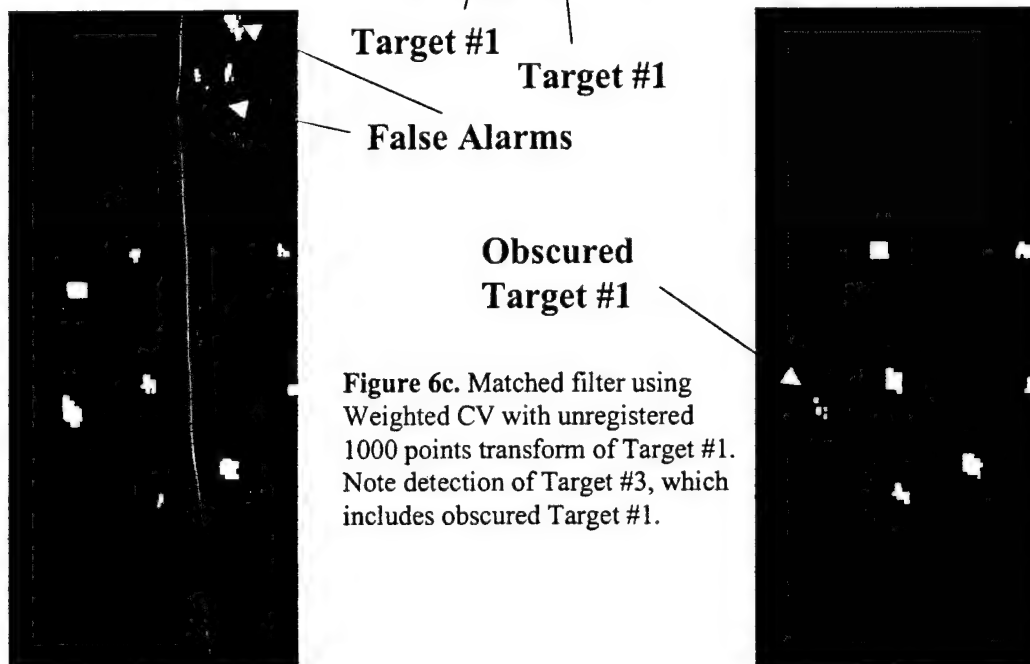 Target #1
Target #1
False Alarms
Obscured
Target #1
Figure 6c. Matched filter using
Weighted CV with unregistered
1000 points transform of Target #1.
Note detection of Target #3, which
includes obscured Target #1.